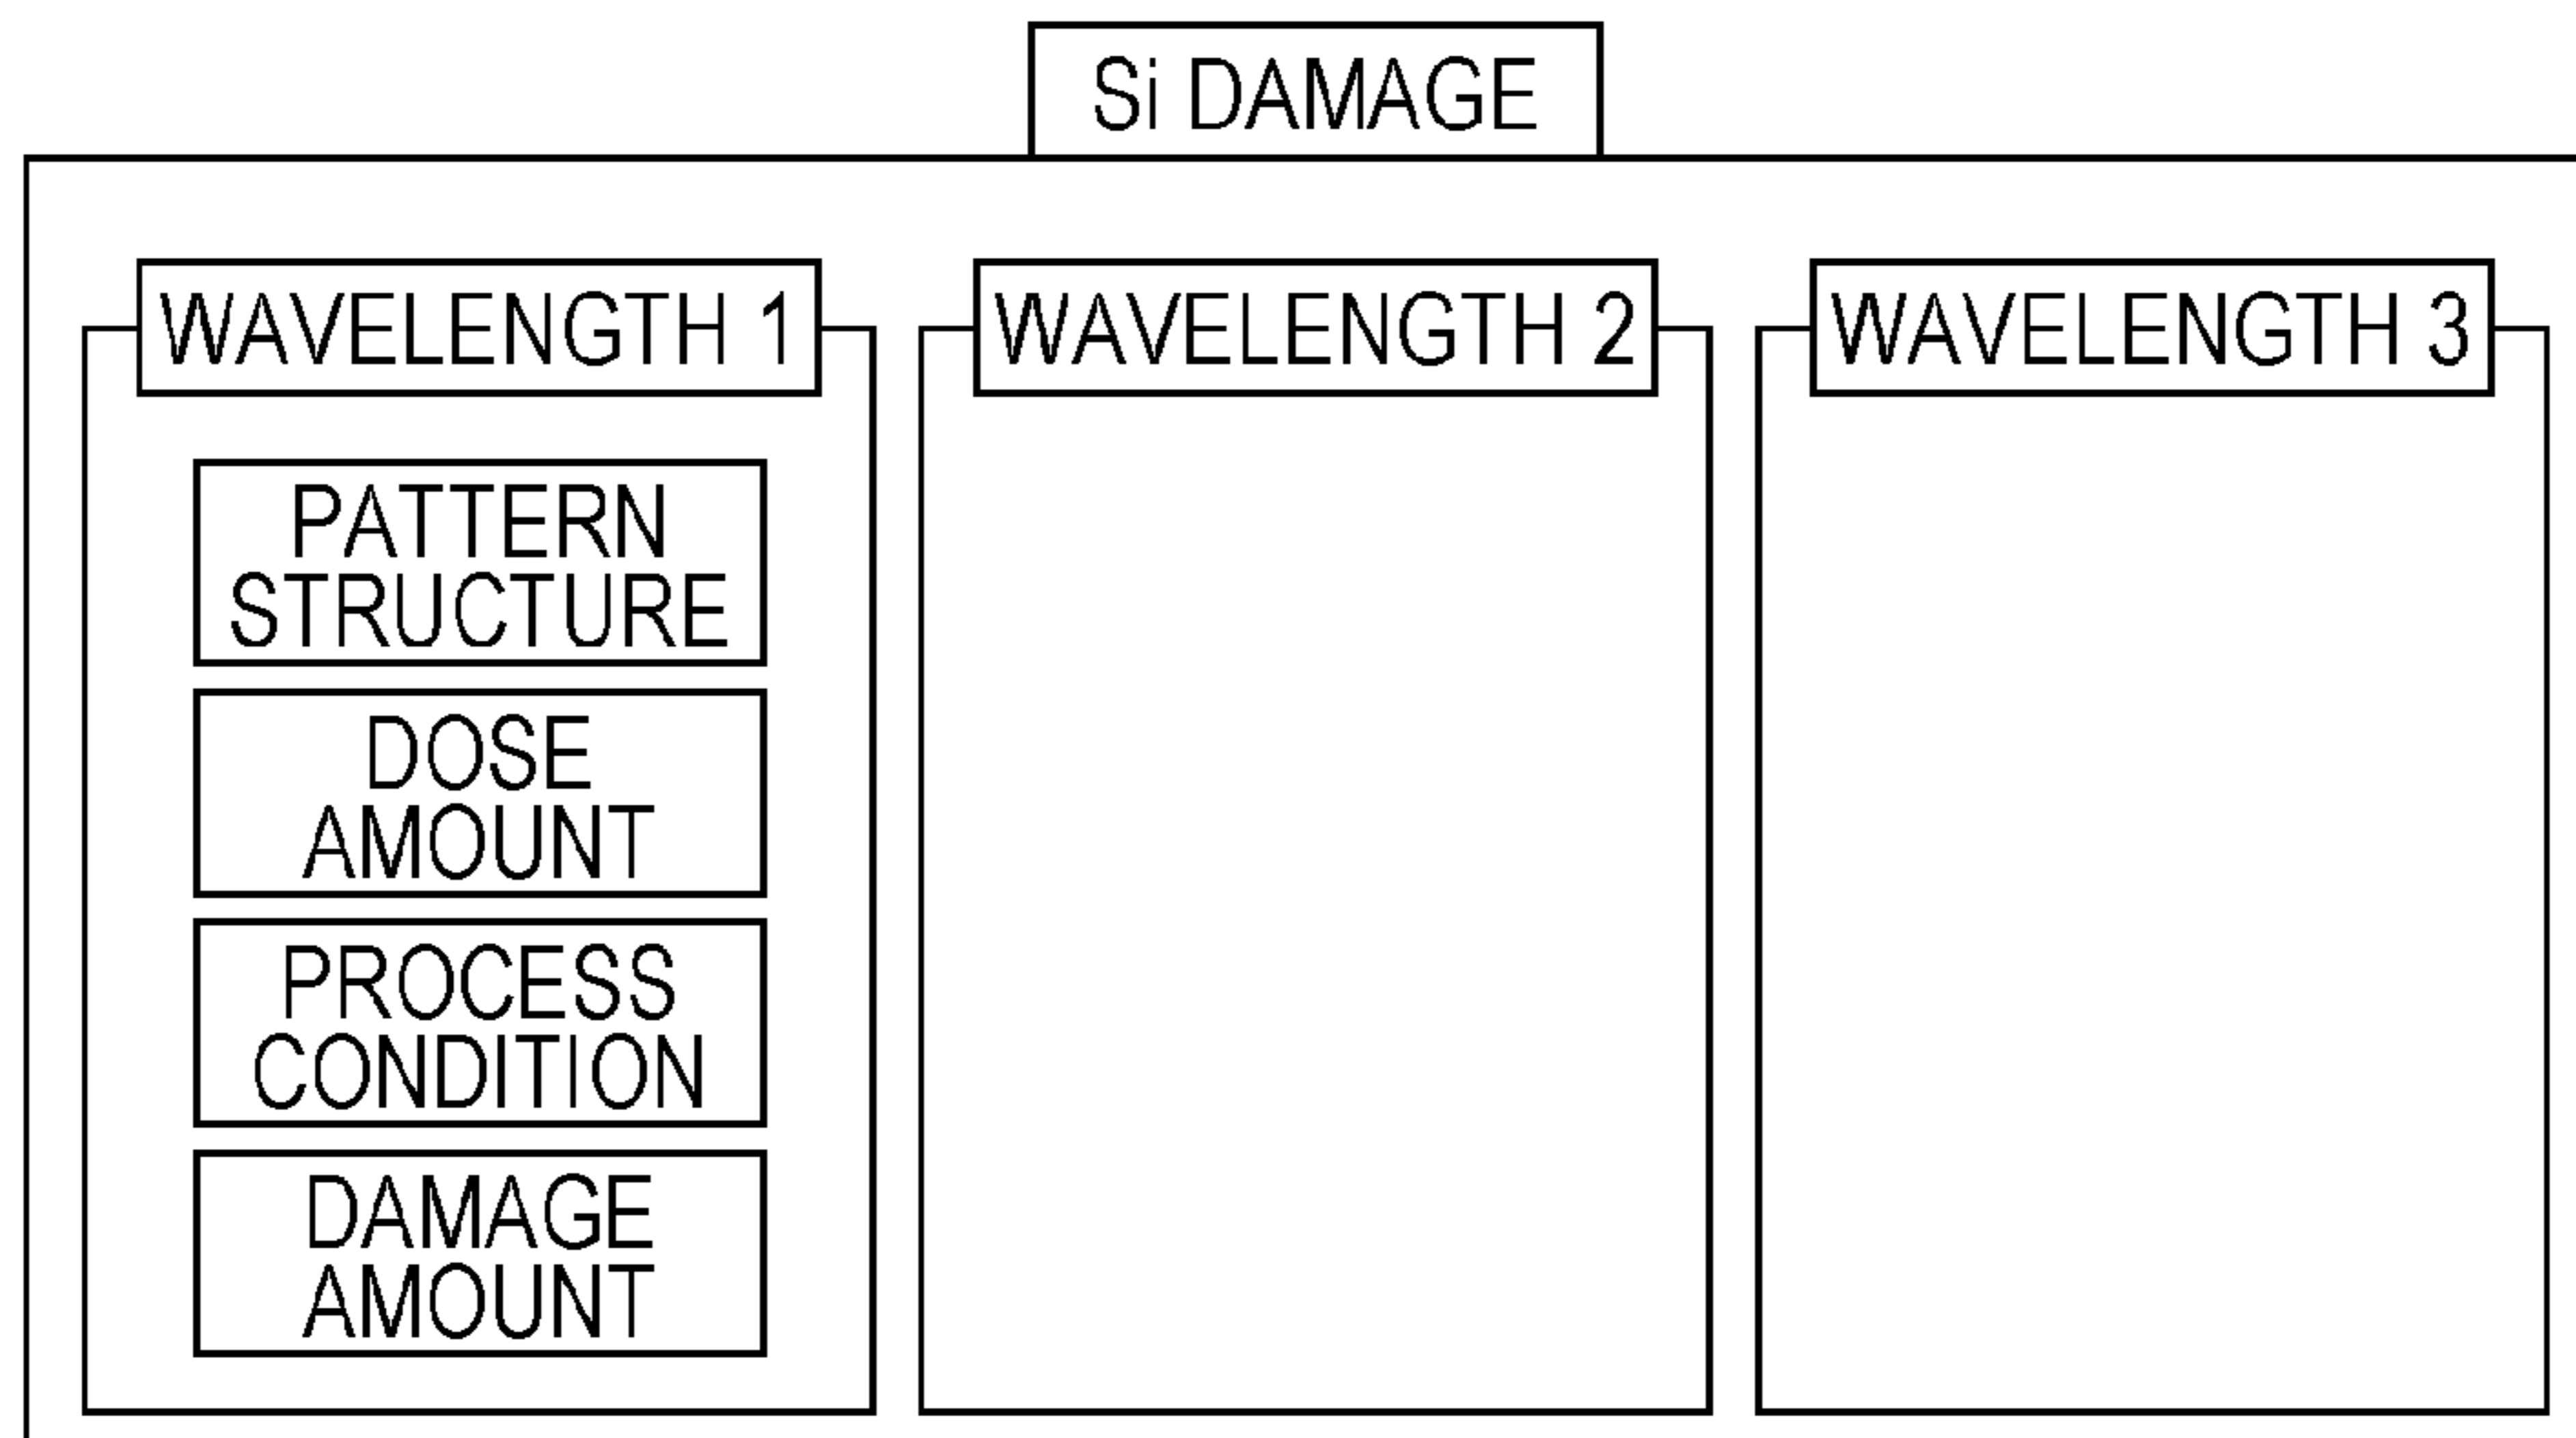 Si DAMAGE
WAVELENGTH 1
WAVELENGTH 2
WAVELENGTH 3
PATTERN
STRUCTURE
DOSE
AMOUNT
PROCESS
CONDITION
DAMAGE
AMOUNT